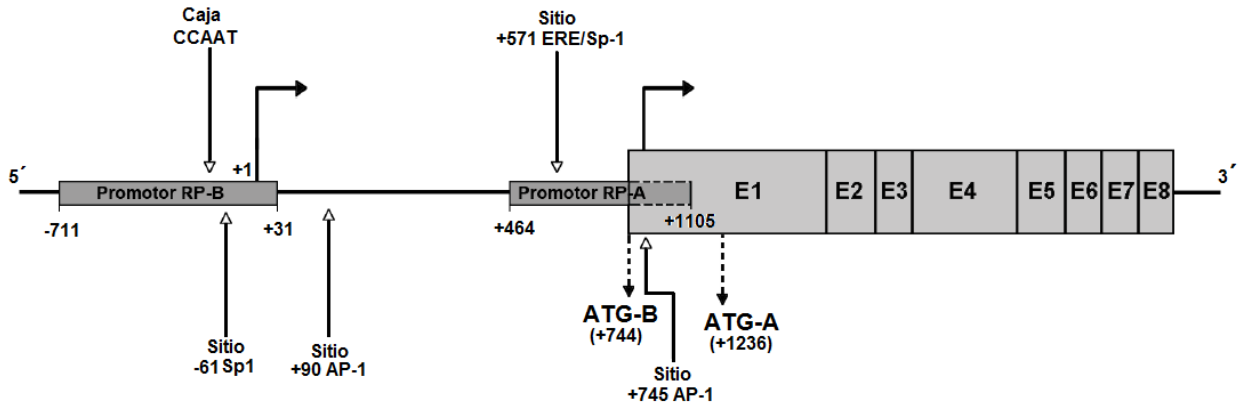 Caja
CCAAT
Sitio
+571 ERE/Sp-1
5´
+1
Promotor RP-B
Promotor RP-A
E1
E2
E3
E4
E5
E6
E7
E8
3´
-711
+31
+464
+1105
ATG-B
(+744)
ATG-A
(+1236)
Sitio
-61 Sp1
Sitio
+90 AP-1
Sitio
+745 AP-1